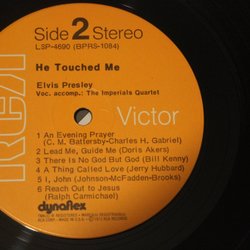 Side 2 Stereo
LSP-4690 (BPRS-1084)
He Touched Me
Elvis Presley
Voc. accomp.: The Imperials Quartet
RCA
Victor
1 An Evening Prayer
(C. M. Battersby-Charles H. Gabriel)
2 Lead Me, Guide Me (Doris Akers)
3 There Is No God But God (Bill Kenny)
4 A Thing Called Love (Jerry Hubbard)
5 I, John (Johnson-McFadden-Brooks)
6 Reach Out to Jesus
(Ralph Carmichael)
dynaflex